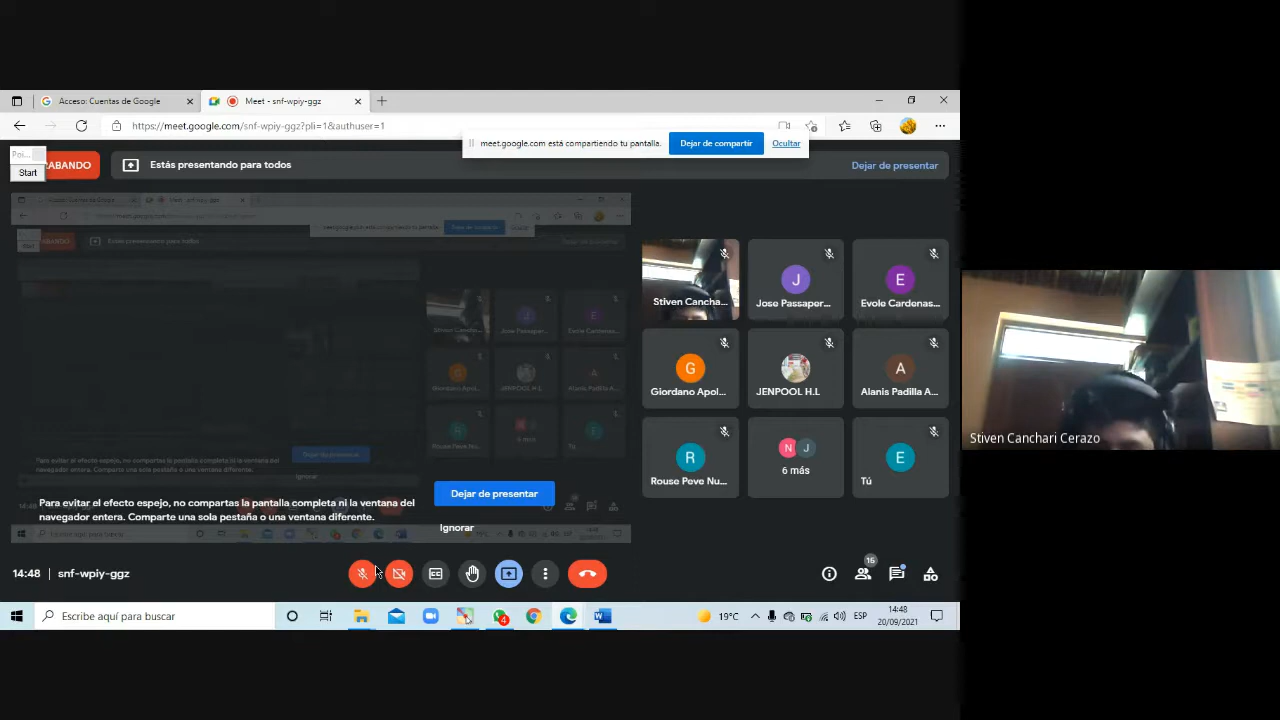 Acceso: Cuentas de Google
Meet - snf-wpiy-ggz
https://meet.google.com/snf-wpiy-ggz?pli=1&authuser=1
meet.google.com está compartiendo tu pantalla.
Dejar de compartir
Ocultar
Start
Estás presentando para todos
Dejar de presentar
Stiven Cancha...
Jose Passaper...
Evole Cardenas...
Giordano Apol...
JENPOOL H.L
Alanis Padilla A...
Rouse Peve Nu...
6 más
Tú
Stiven Canchari Cerazo
Para evitar el efecto espejo, no compartas la pantalla completa ni la ventana del
navegador entera. Comparte una sola pestaña o una ventana diferente.
Dejar de presentar
Ignorar
14:48 | snf-wpiy-ggz
15
Escribe aquí para buscar
4
19°C
ESP
14:48
20/09/2021